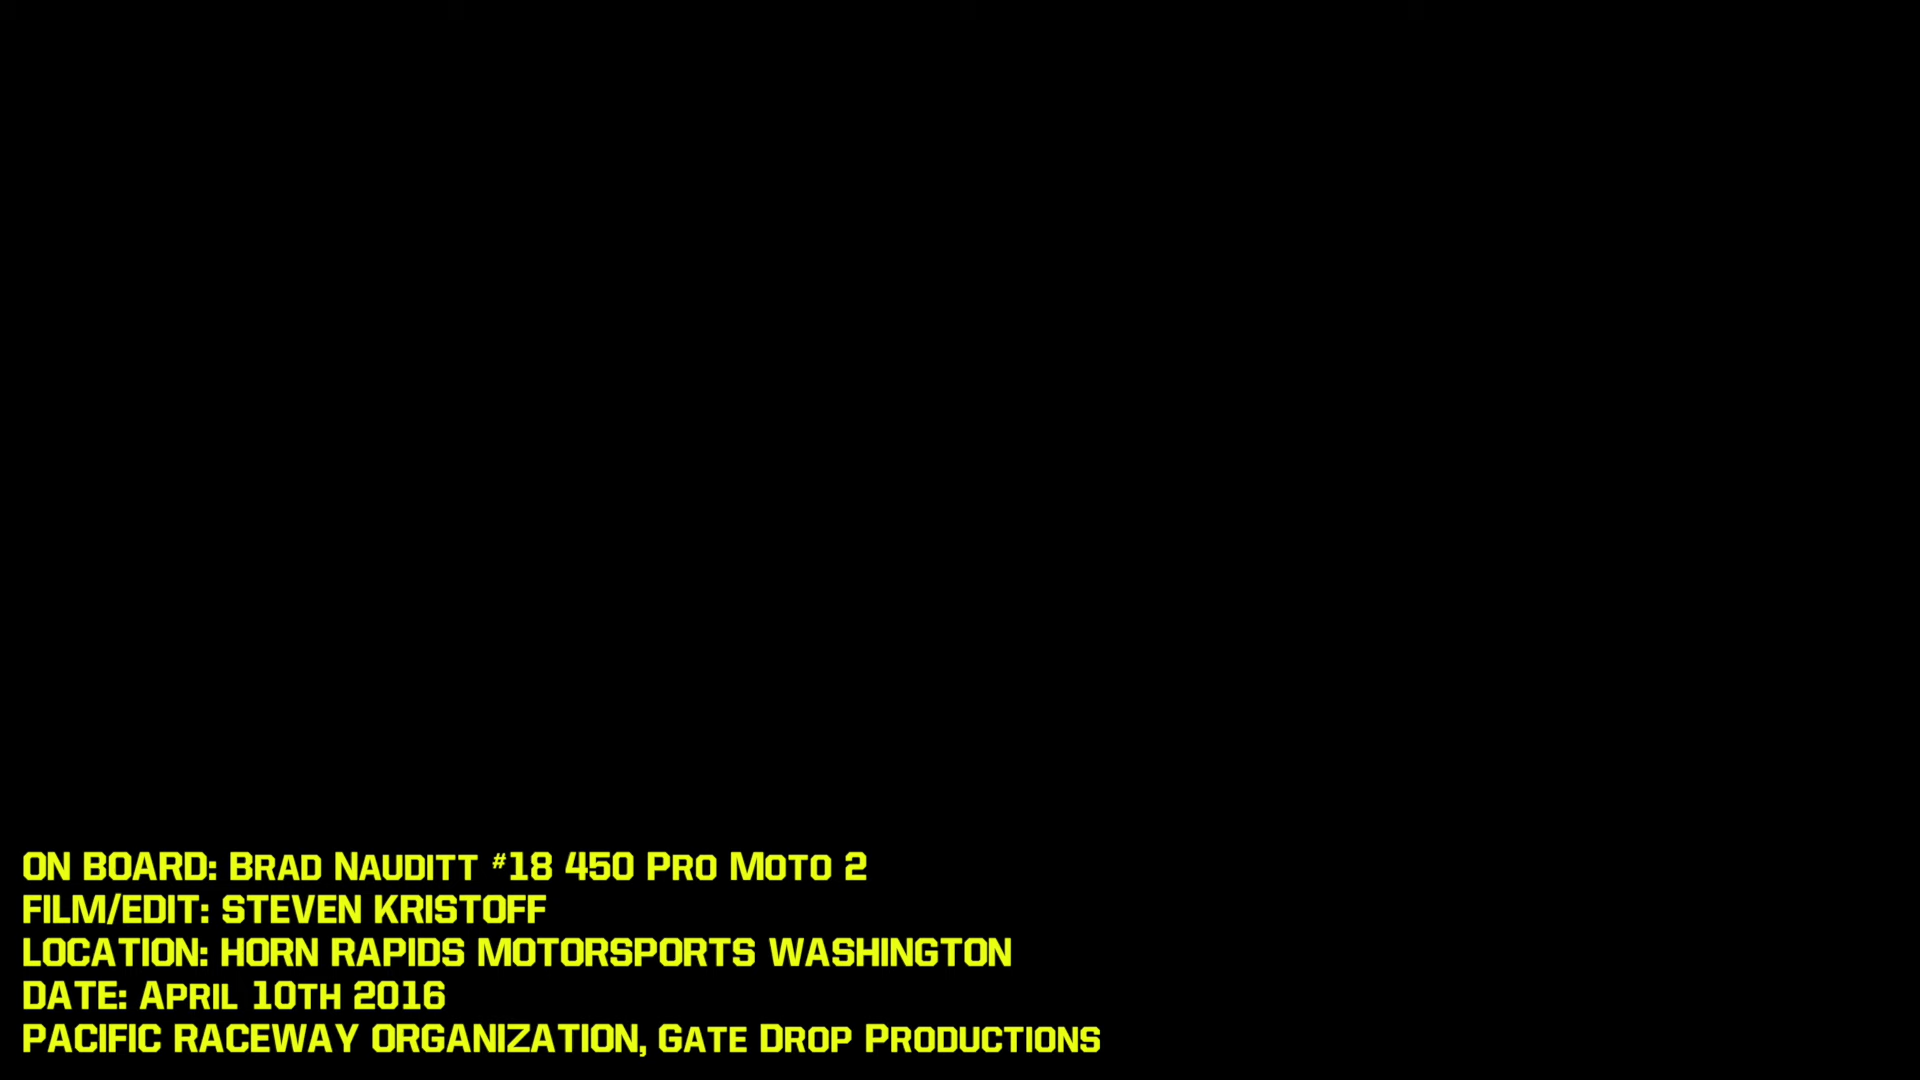 ON BOARD: Brad Nauditt #18 450 Pro Moto 2
FILM/EDIT: STEVEN KRISTOFF
LOCATION: HORN RAPIDS MOTORSPORTS WASHINGTON
DATE: April 10th 2016
PACIFIC RACEWAY ORGANIZATION, Gate Drop Productions